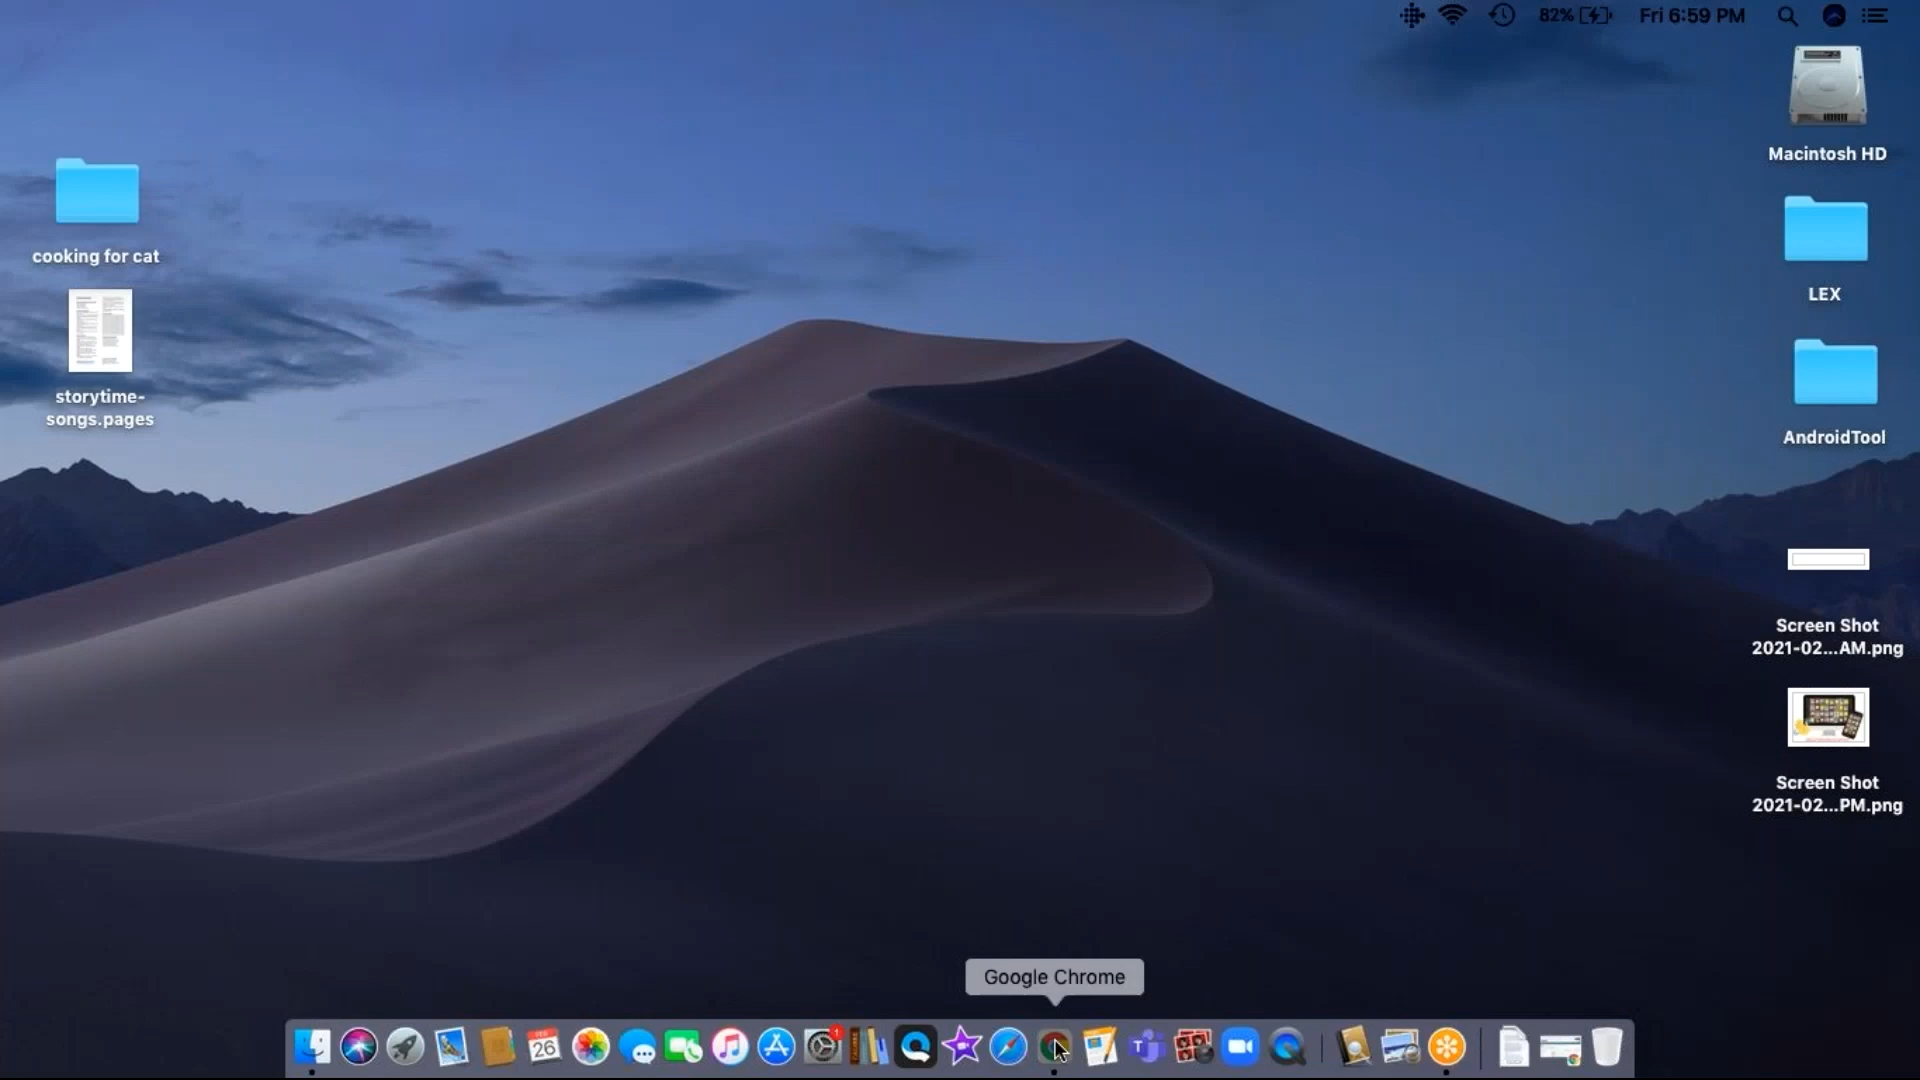 82%
Fri 6:59 PM
Macintosh HD
cooking for cat
LEX
storytime-
songs.pages
AndroidTool
Screen Shot
2021-02...AM.png
Screen Shot
2021-02...PM.png
Google Chrome
26
1
T